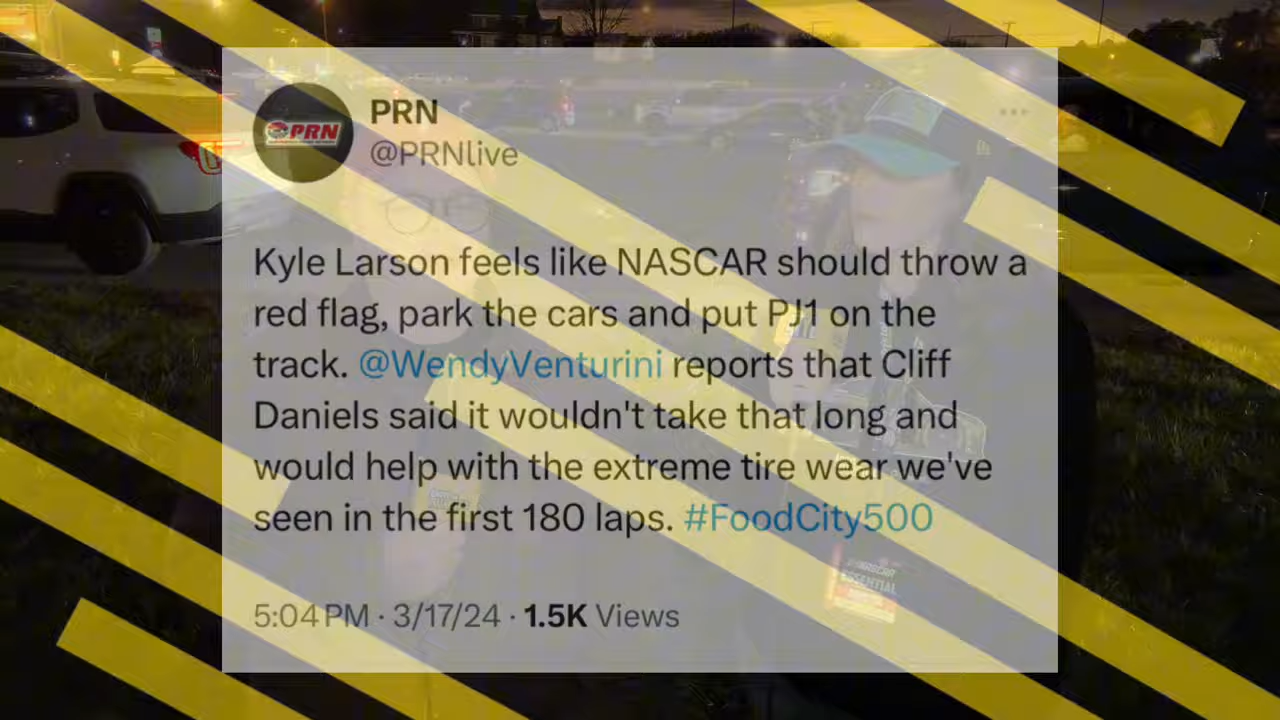 PRN
PRN
@PRNlive
Kyle Larson feels like NASCAR should throw a
red flag, park the cars and put PJ1 on the
track. @WendyVenturini reports that Cliff
Daniels said it wouldn't take that long and
would help with the extreme tire wear we've
seen in the first 180 laps. #FoodCity500
5:04 PM · 3/17/24 · 1.5K Views
NASCAR
ESSENTIAL